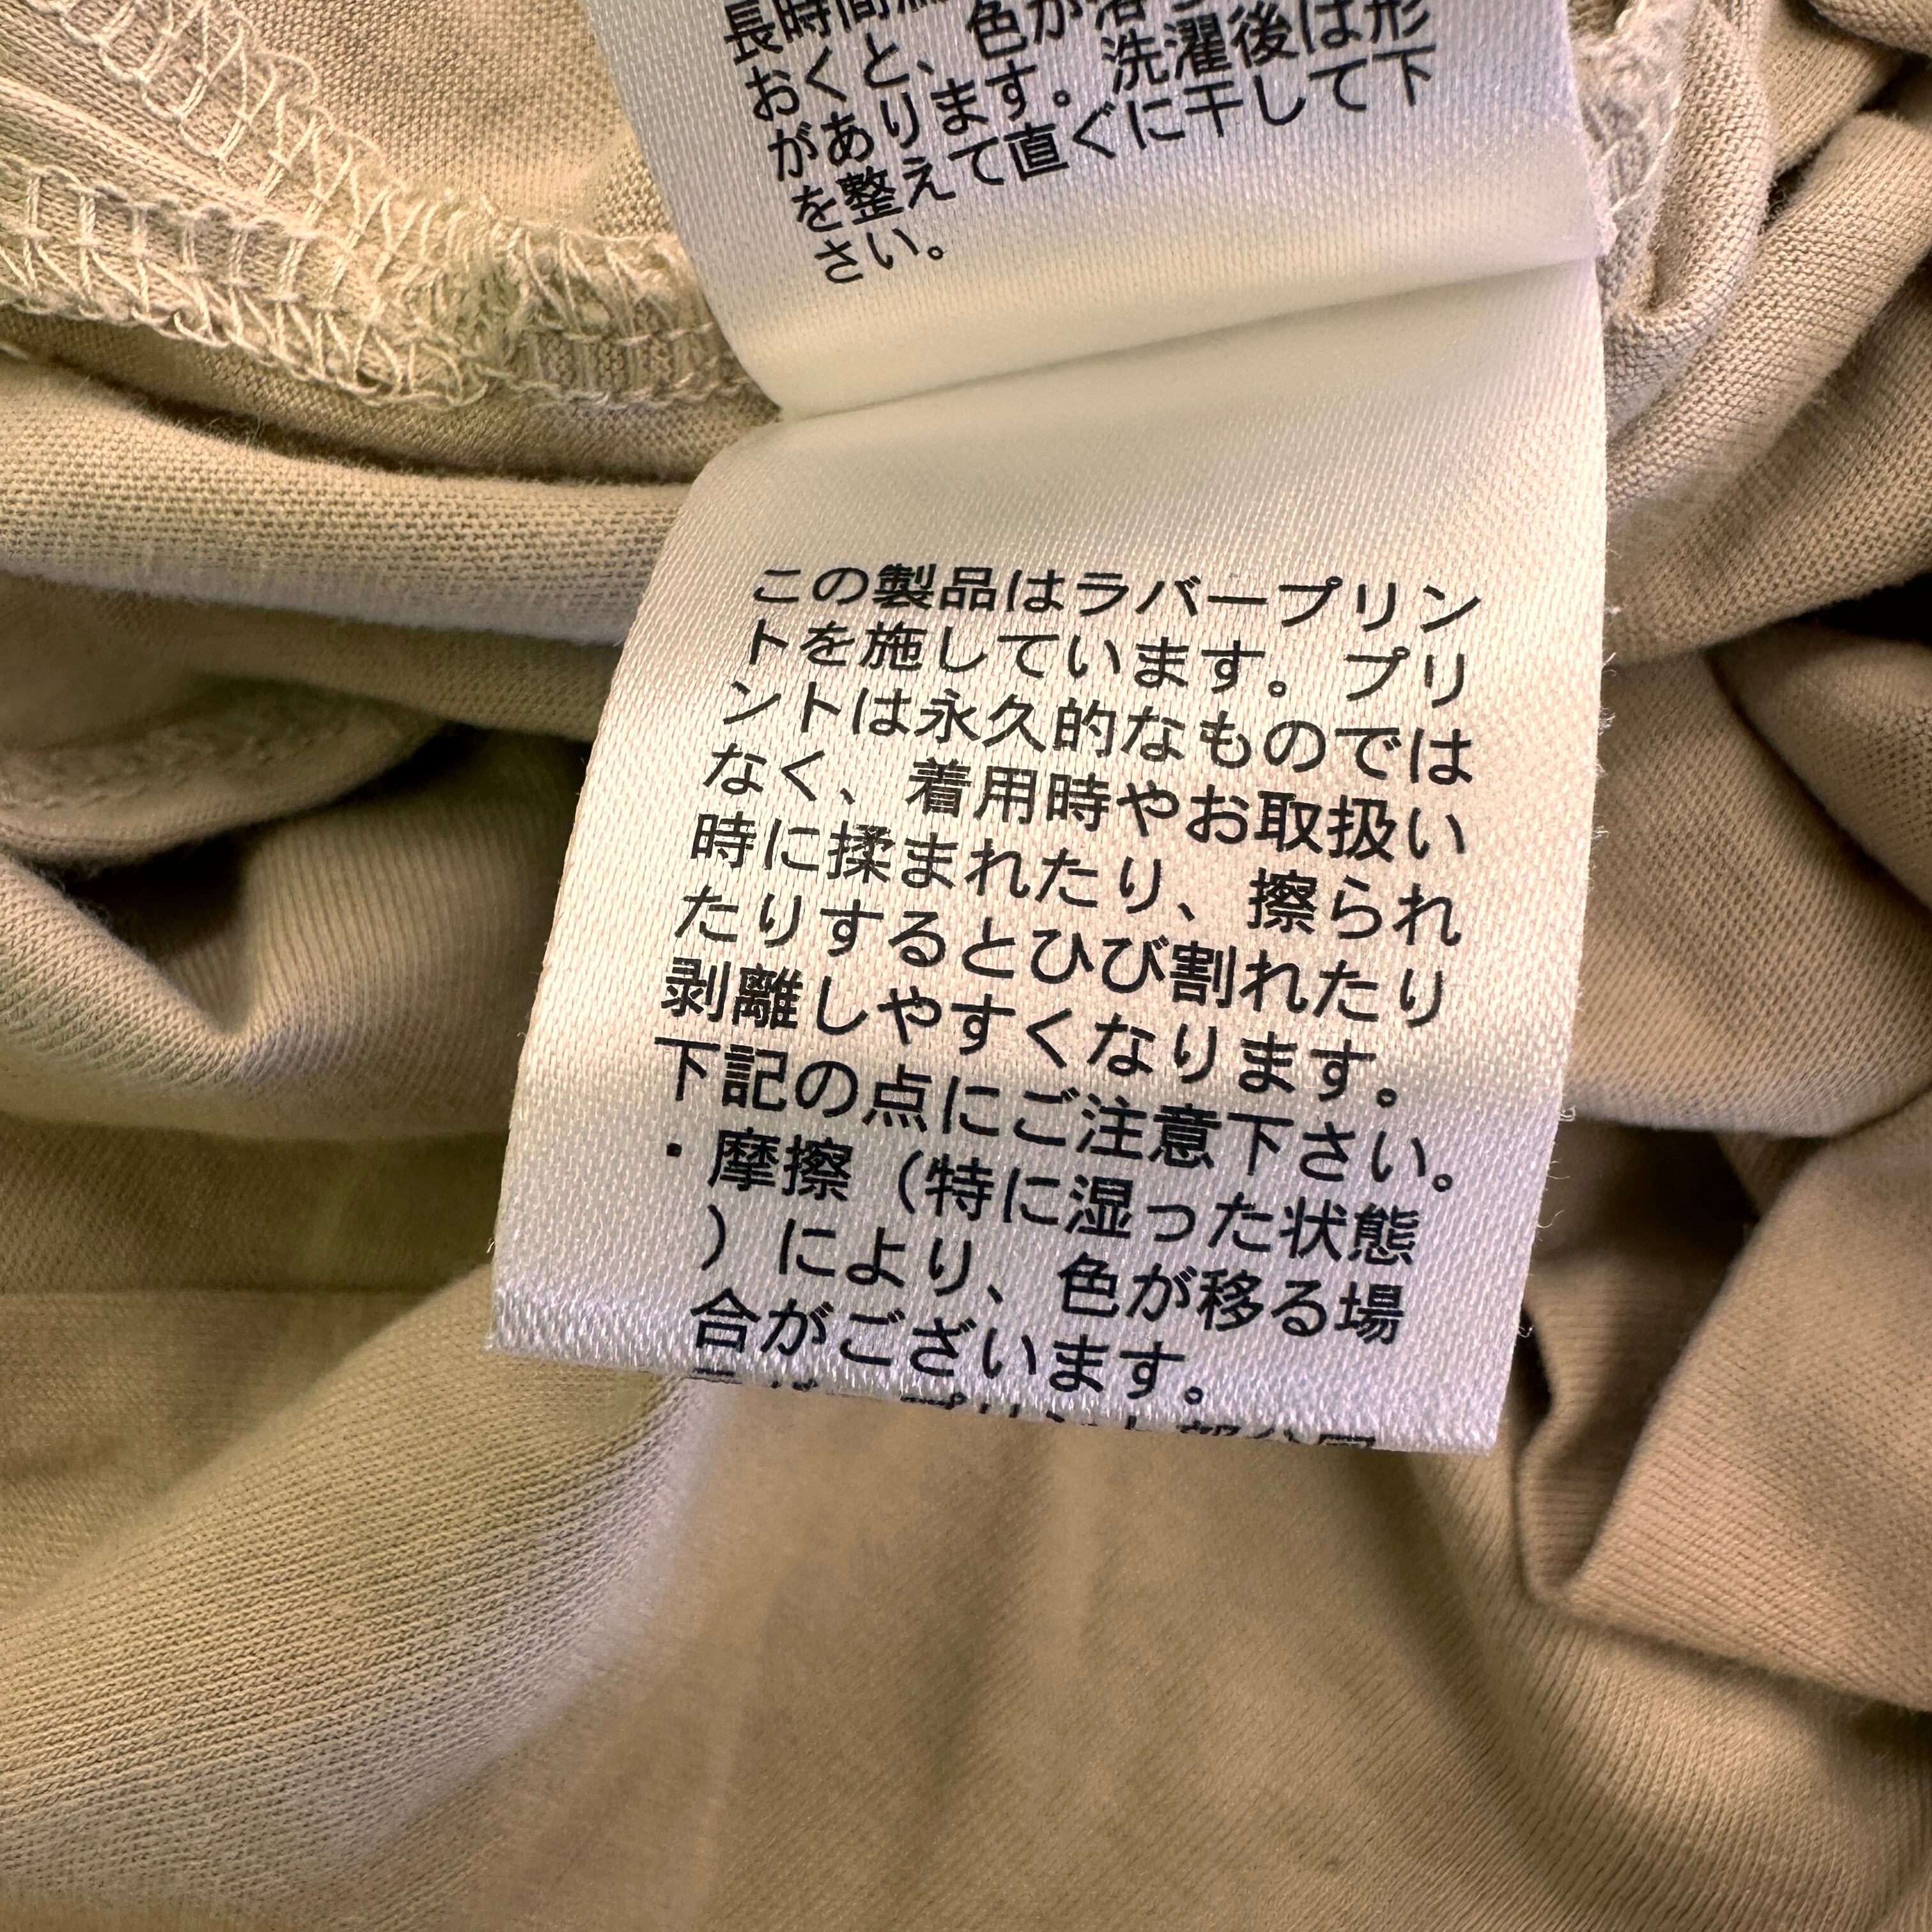 長時間
おくと、色が落
があります。洗濯後は形
を整えて直ぐに干して下
さい。
この製品はラバープリン
トを施しています。プリ
ントは永久的なものでは
なく、着用時やお取扱い
時に揉まれたり、擦られ
たりするとひび割れたり
剥離しやすくなります。
下記の点にご注意下さい。
・摩擦（特に湿った状態
）により、色が移る場
合がございます。